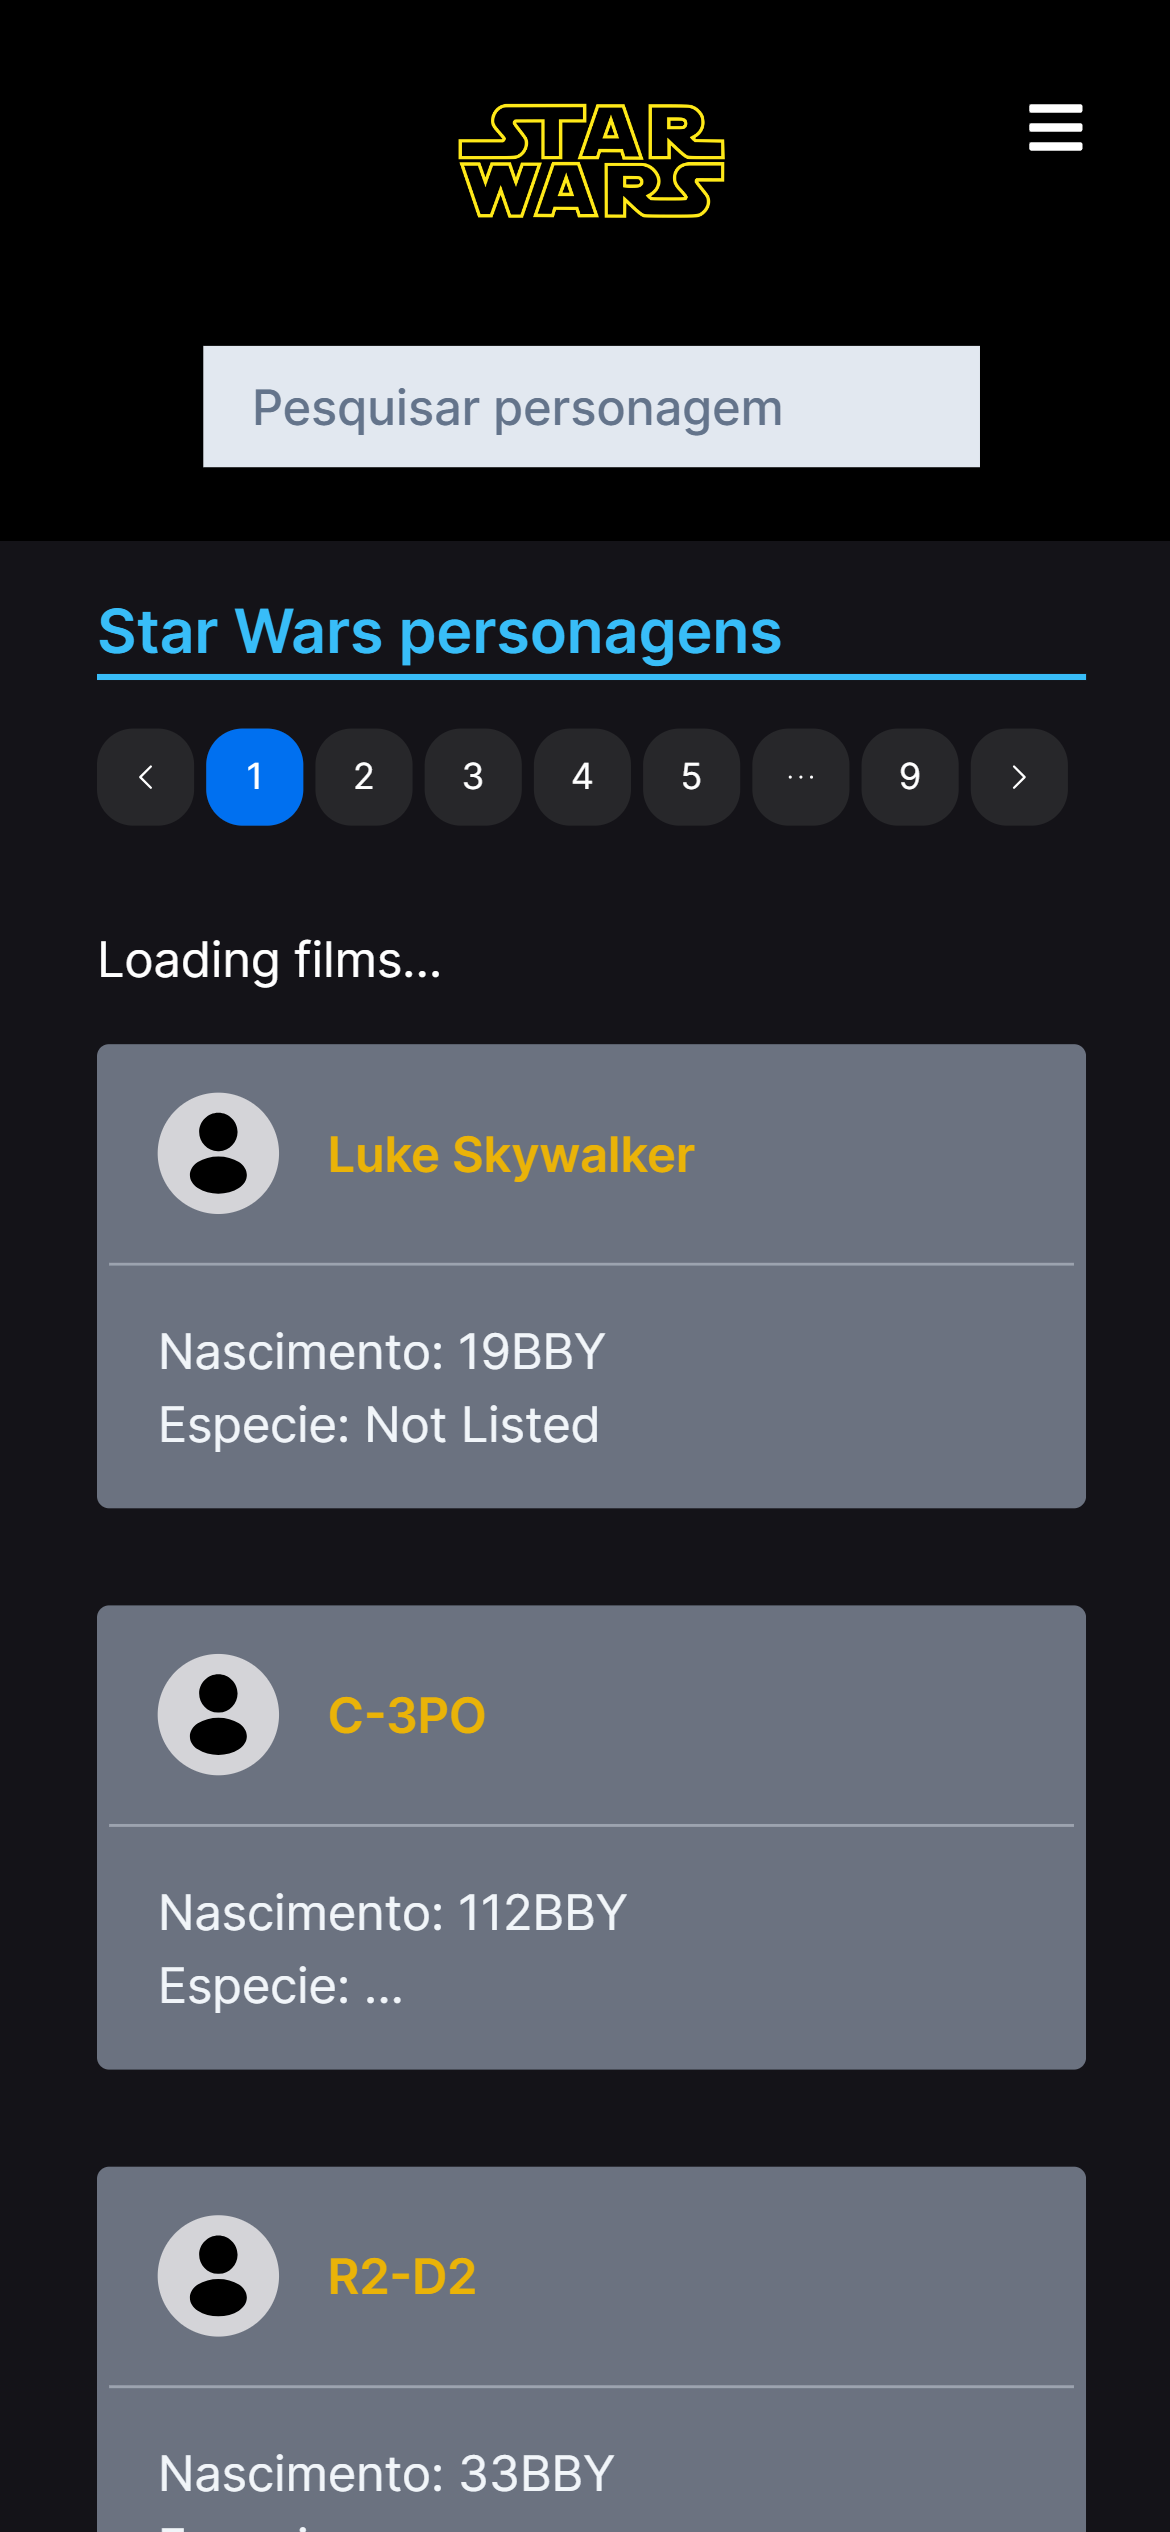 STAR
WARS
Pesquisar personagem
Star Wars personagens
1 2 3 4 5 ... 9
Loading films...
Luke Skywalker
Nascimento: 19BBY
Especie: Not Listed
C-3PO
Nascimento: 112BBY
Especie: ...
R2-D2
Nascimento: 33BBY